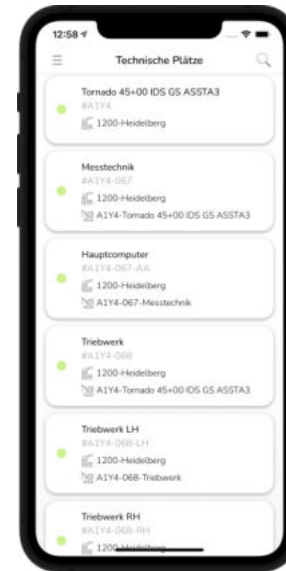 12:58
Technische Plätze
Tornado 45+00 IDS GS ASSTA3
#A1Y4
1200-Heidelberg
Messtechnik
#A1Y4-067
1200-Heidelberg
A1Y4-Tornado 45+00 IDS GS ASSTA3
Hauptcomputer
#A1Y4-067-AA
1200-Heidelberg
A1Y4-067-Messtechnik
Triebwerk
#A1Y4-068
1200-Heidelberg
A1Y4-Tornado 45+00 IDS GS ASSTA3
Triebwerk LH
#A1Y4-068-LH
1200-Heidelberg
A1Y4-068-Triebwerk
Triebwerk RH
#A1Y4-068-RH
1200-Heidelberg